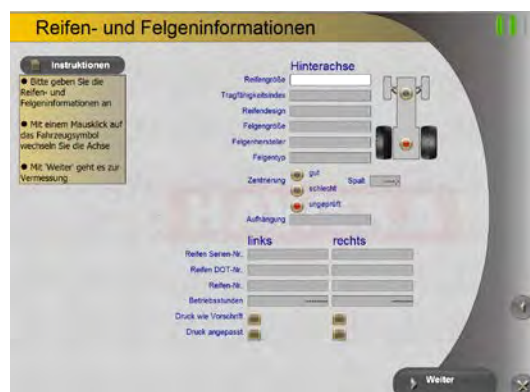 Reifen- und Felgeninformationen
Instruktionen
● Bitte geben Sie die
Reifen- und
Felgeninformationen an
● Mit einem Mausklick auf
das Fahrzeugsymbol
wechseln Sie die Achse
● Mit 'Weiter' geht es zur
Vermessung
Hinterachse
Reifengröße
Tragfähigkeitsindex
Reifendesign
Felgengröße
Felgenhersteller
Felgentyp
Zentrierung
gut
Spalt
schlecht
ungeprüft
Aufhängung
links rechts
Reifen Serien-Nr.
Reifen DOT-Nr.
Reifen-Nr.
Betriebsstunden
Druck wie Vorschrift
Druck angepasst
Weiter